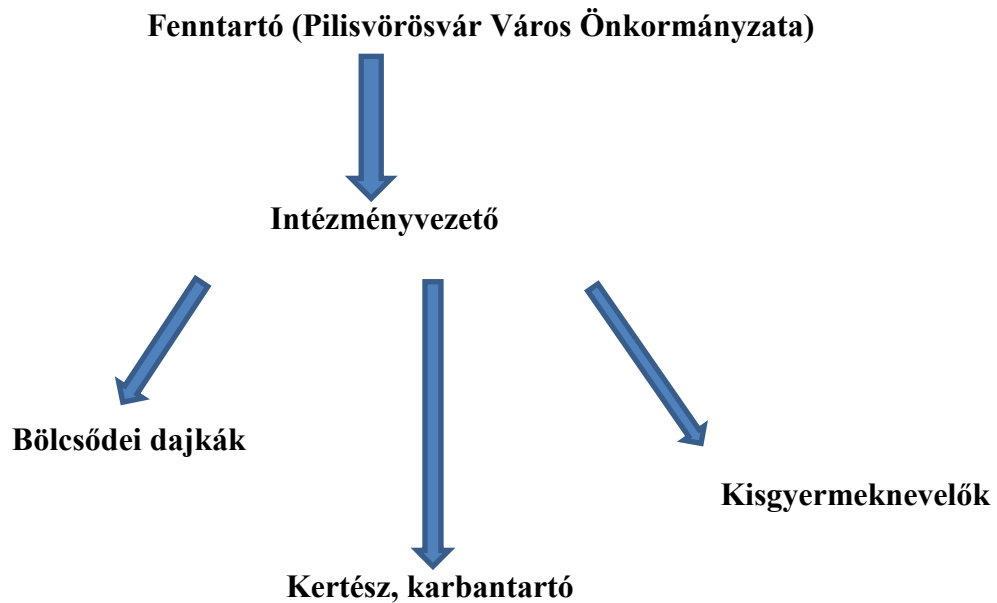 Fenntartó (Pilisvörösvár Város Önkormányzata)
Intézményvezető
Bölcsődei dajkák
Kisgyermeknevelők
Kertész, karbantartó